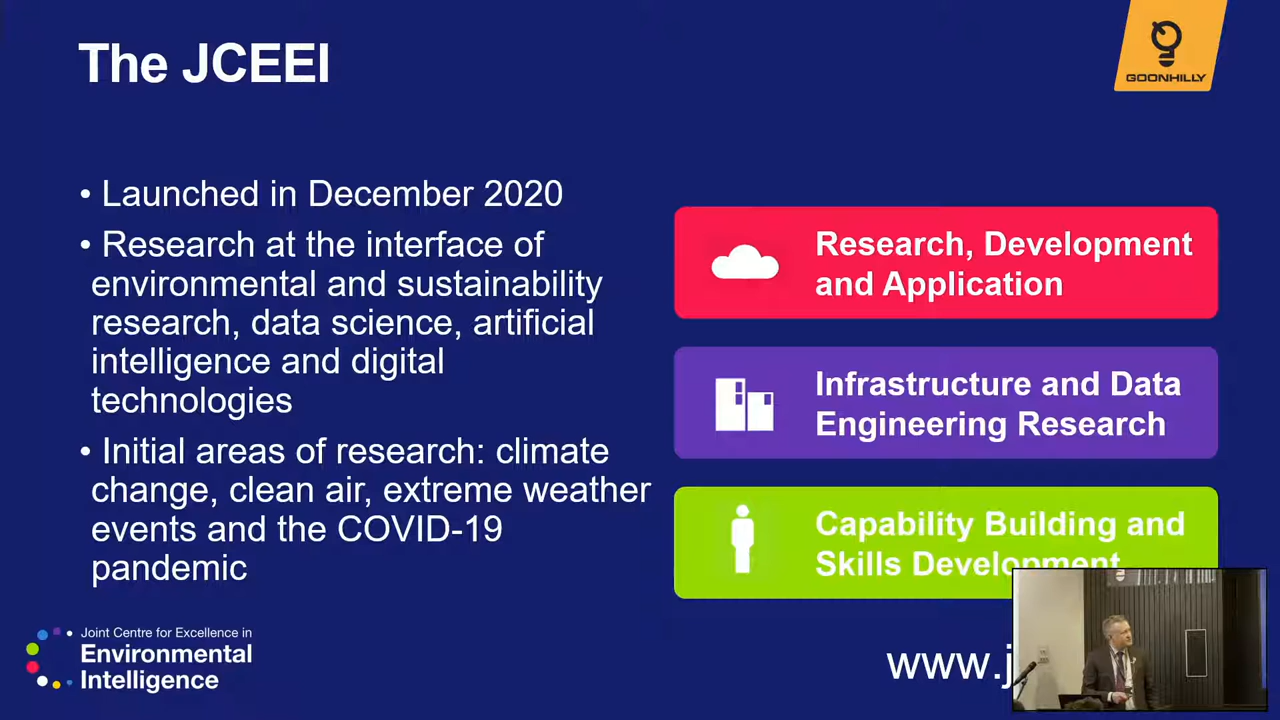 The JCEEI
GOONHILLY
• Launched in December 2020
• Research at the interface of
environmental and sustainability
research, data science, artificial
intelligence and digital
technologies
• Initial areas of research: climate
change, clean air, extreme weather
events and the COVID-19
pandemic
Research, Development
and Application
Infrastructure and Data
Engineering Research
Capability Building and
Skills Development
Joint Centre for Excellence in
Environmental
Intelligence
www.j